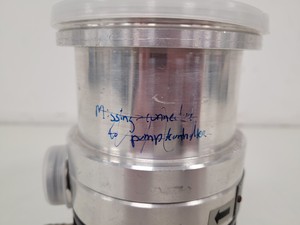 Missing connector
to pump/controller